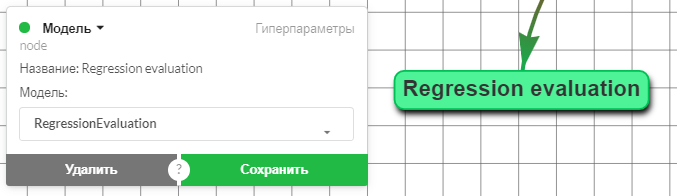 Модель
Гиперпараметры
node
Название: Regression evaluation
Модель:
RegressionEvaluation
Удалить
?
Сохранить
Regression evaluation